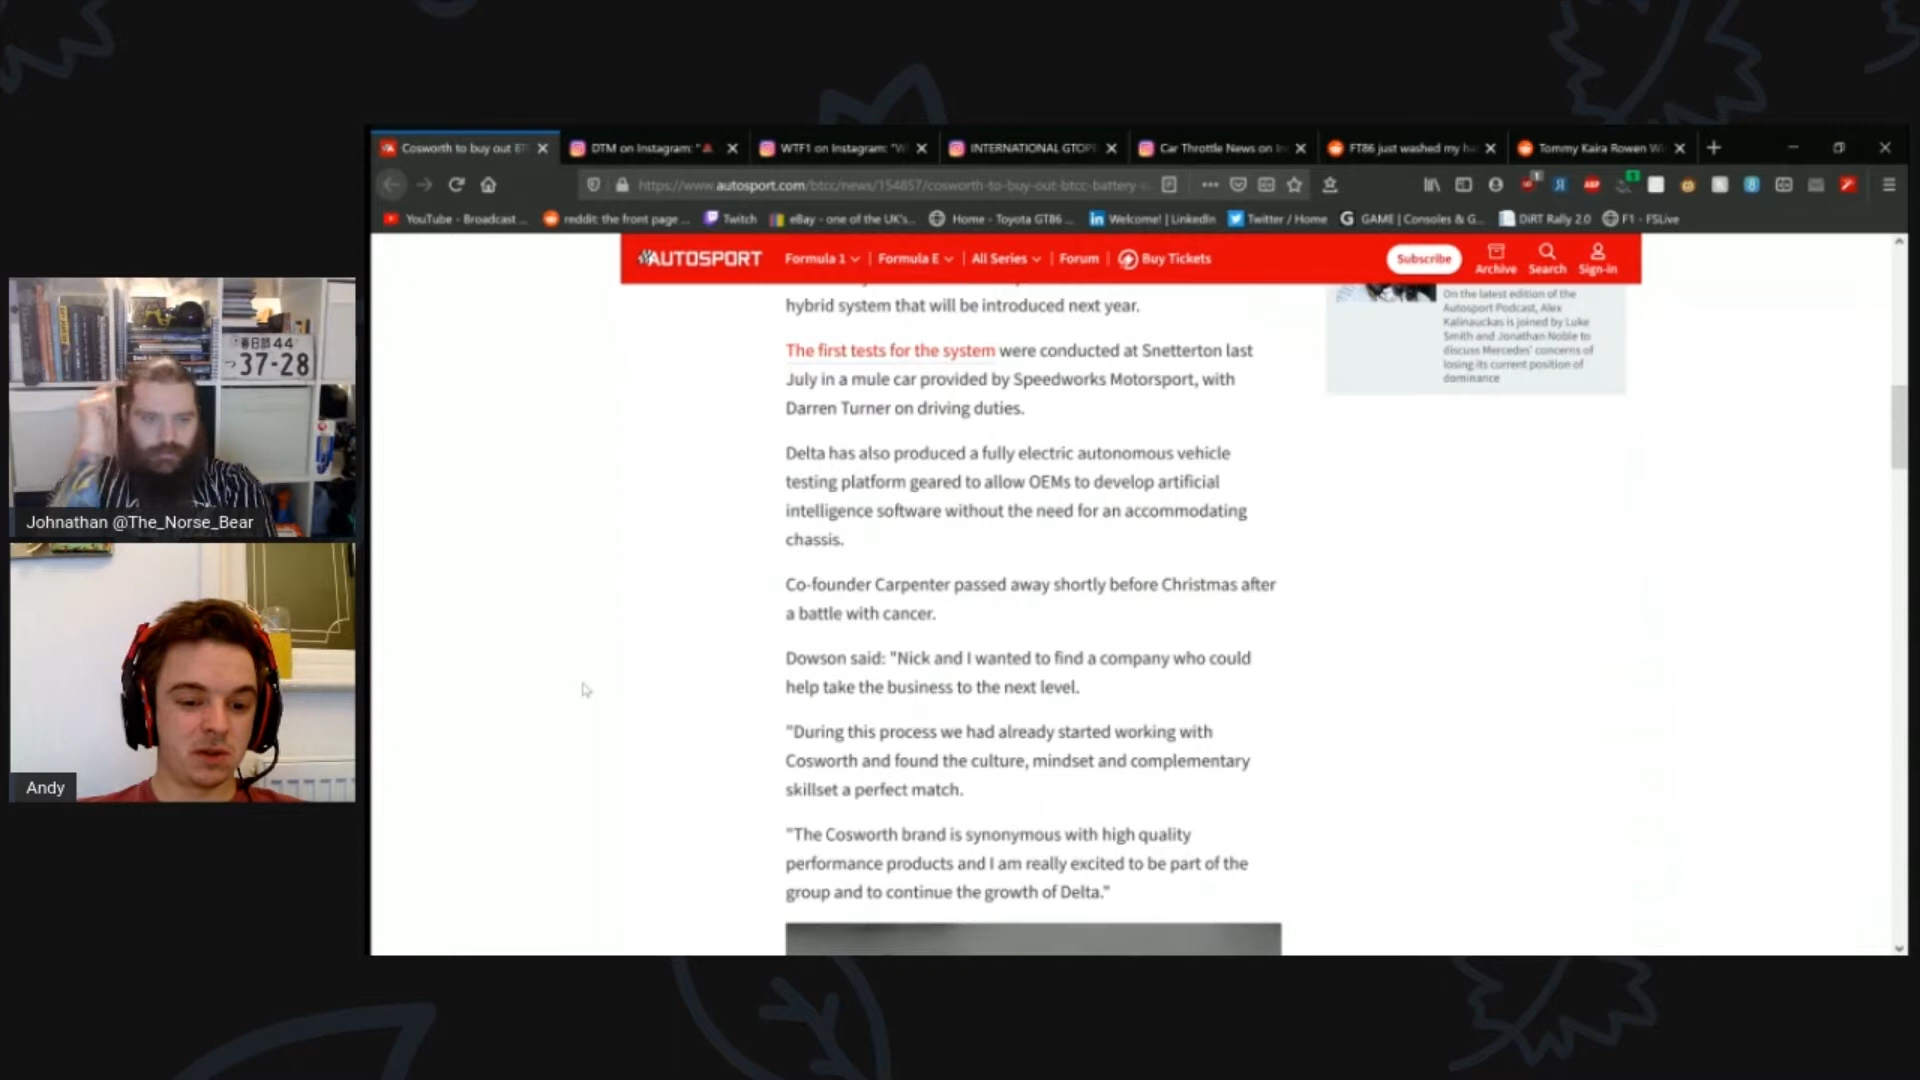 Cosworth to buy out BT
DTM on Instagram: "
WTF1 on Instagram: "W
INTERNATIONAL GTOPE
Car Throttle News on In
FT86 just washed my ha
Tommy Kaira Rowen Wi
https://www.autosport.com/btcc/news/154857/cosworth-to-buy-out-btcc-battery-s
YouTube - Broadcast ...
reddit: the front page ...
Twitch
eBay - one of the UK's...
Home - Toyota GT86 ...
Welcome! | LinkedIn
Twitter / Home
GAME | Consoles & G...
DiRT Rally 2.0
F1 - FSLive
AUTOSPORT
Formula 1 | Formula E | All Series | Forum | Buy Tickets
Subscribe
Archive
Search
Sign-in
hybrid system that will be introduced next year.
The first tests for the system were conducted at Snetterton last
July in a mule car provided by Speedworks Motorsport, with
Darren Turner on driving duties.
Delta has also produced a fully electric autonomous vehicle
testing platform geared to allow OEMs to develop artificial
intelligence software without the need for an accommodating
chassis.
Co-founder Carpenter passed away shortly before Christmas after
a battle with cancer.
Dowson said: "Nick and I wanted to find a company who could
help take the business to the next level.
"During this process we had already started working with
Cosworth and found the culture, mindset and complementary
skillset a perfect match.
"The Cosworth brand is synonymous with high quality
performance products and I am really excited to be part of the
group and to continue the growth of Delta."
On the latest edition of the
Autosport Podcast, Alex
Kalinauckas is joined by Luke
Smith and Jonathan Noble to
discuss Mercedes' concerns of
losing its current position of
dominance
春日部 44
つ 37-28
Johnathan @The_Norse_Bear
Andy